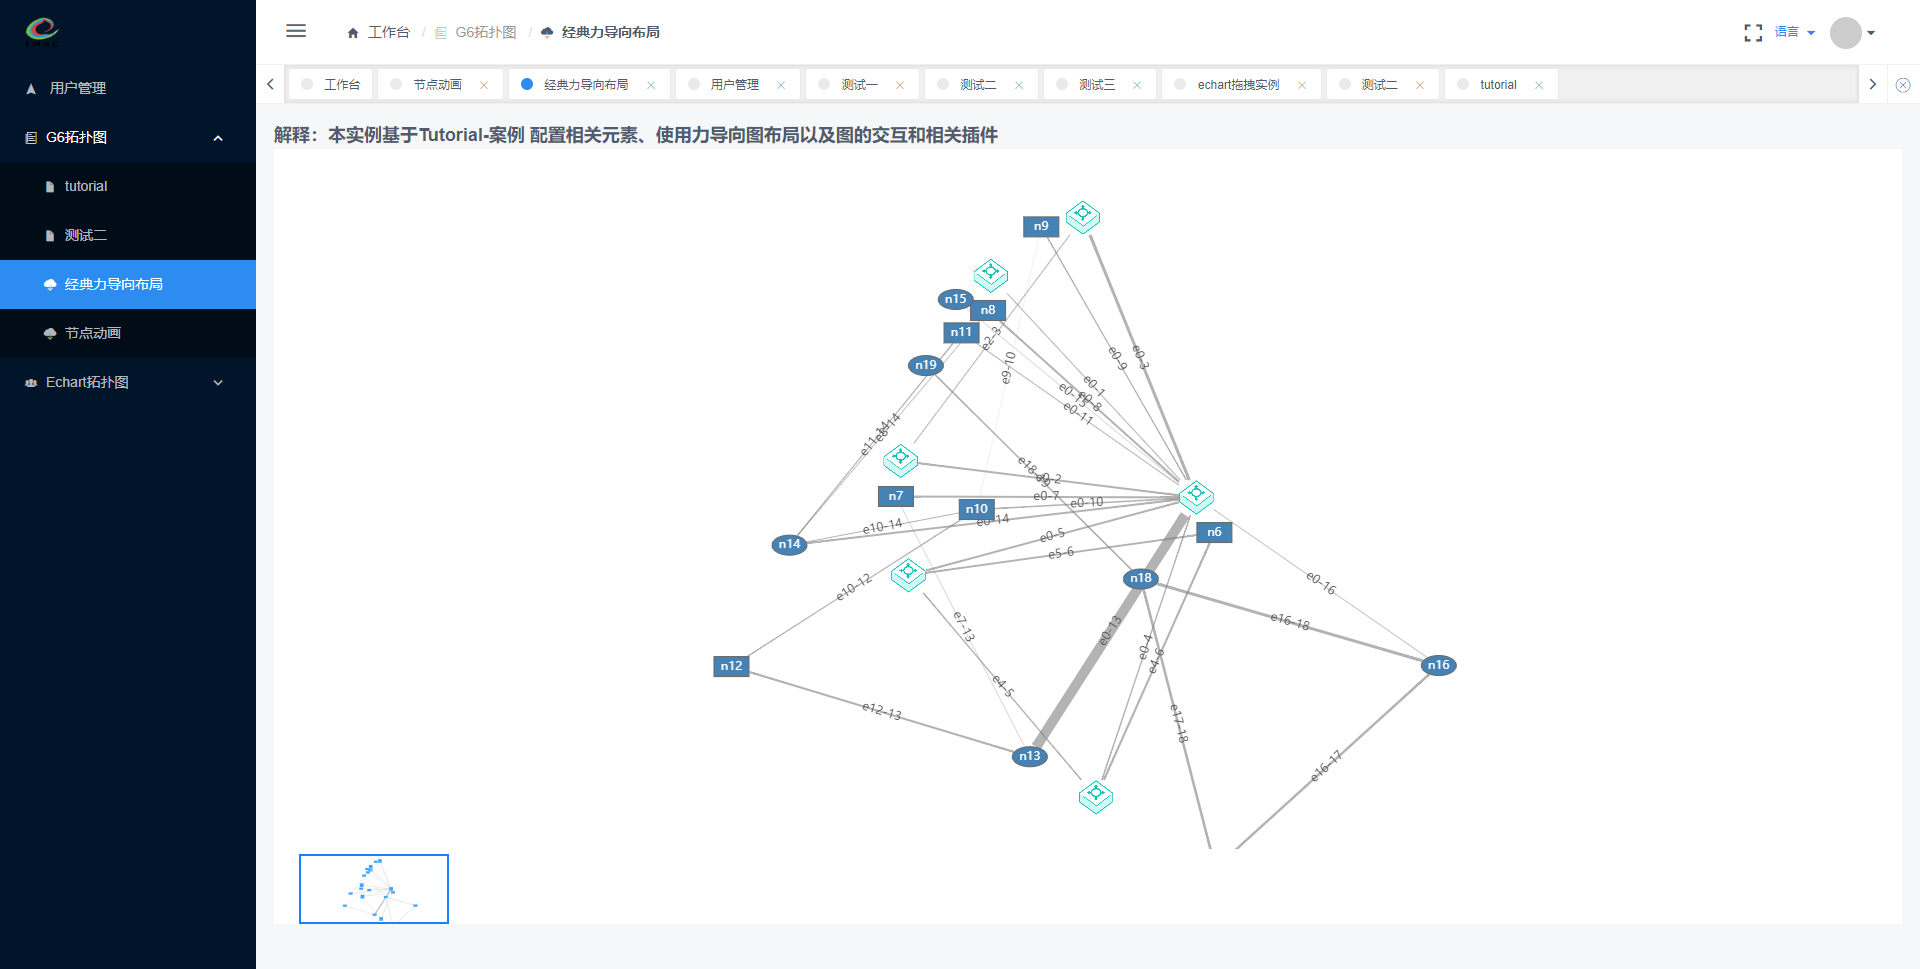 用户管理
G6拓扑图
tutorial
测试二
经典力导向布局
节点动画
Echart拓扑图
工作台 / G6拓扑图 / 经典力导向布局
语言
工作台 节点动画 经典力导向布局 用户管理 测试一 测试二 测试三 echart拖拽实例 测试二 tutorial
解释：本实例基于Tutorial-案例 配置相关元素、使用力导向图布局以及图的交互和相关插件
n9
n15
n8
n11
e2-3
n19
e9-10
e0-9
e0-3
e0-1
e0-15
e0-8
e0-11
e11-14
e8-14
e18-19
e0-2
n7
e0-7
n10
e0-10
e10-14
e0-14
n14
e0-5
n6
e5-6
n18
e10-12
e0-16
e7-13
e0-13
e16-18
e0-4
e4-6
n12
n16
e4-5
e12-13
e17-18
n13
e16-17